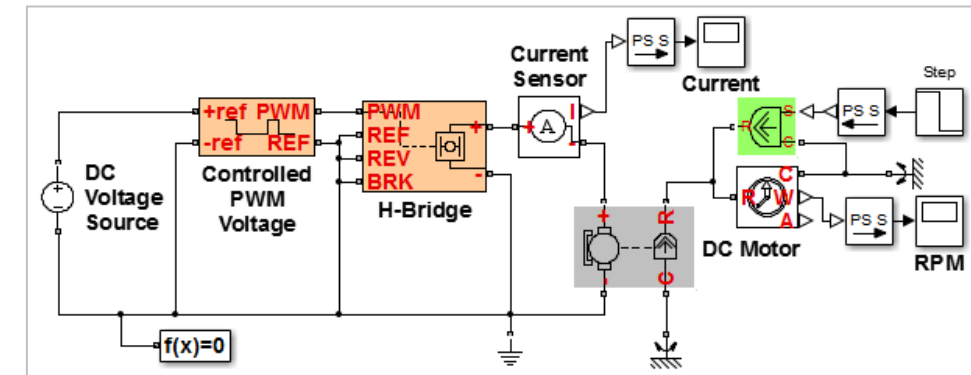 DC
Voltage
Source
+ref PWM
-ref REF
Controlled
PWM
Voltage
PWM
REF
REV
BRK
+
-
H-Bridge
Current
Sensor
+
A
I
-
PS S
Current
Step
PS S
R
S
C
R
C
W
A
DC Motor
PS S
RPM
+
R
-
C
f(x)=0